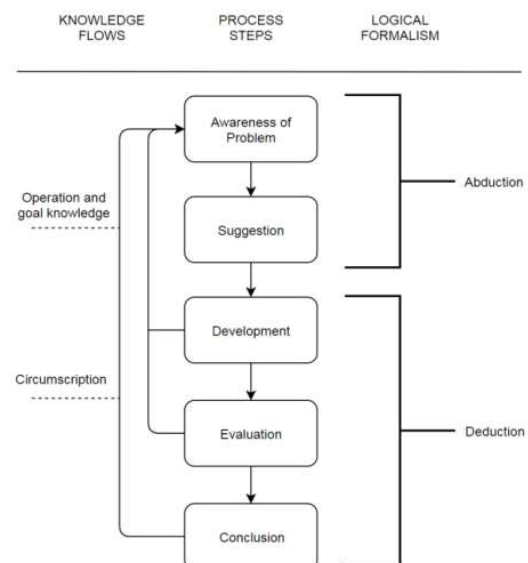 KNOWLEDGE
FLOWS
PROCESS
STEPS
LOGICAL
FORMALISM
Awareness of
Problem
Abduction
Operation and
goal knowledge
Suggestion
Development
Circumscription
Evaluation
Deduction
Conclusion